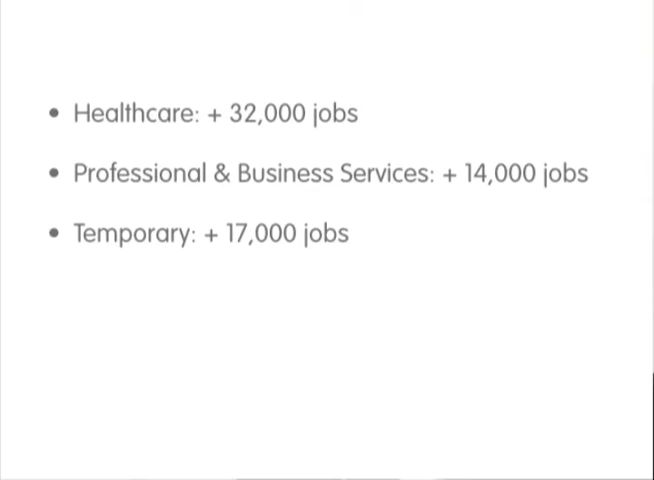 • Healthcare: + 32,000 jobs
• Professional & Business Services: + 14,000 jobs
• Temporary: + 17,000 jobs